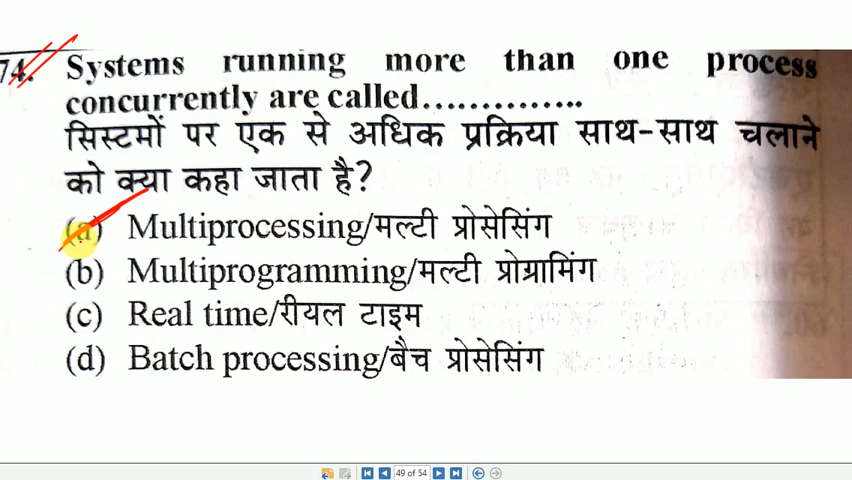 74. Systems running more than one process
concurrently are called..............
सिस्टमों पर एक से अधिक प्रक्रिया साथ-साथ चलाने
को क्या कहा जाता है?
(a) Multiprocessing/मल्टी प्रोसेसिंग
(b) Multiprogramming/मल्टी प्रोग्रामिंग
(c) Real time/रीयल टाइम
(d) Batch processing/बैच प्रोसेसिंग
49 of 54